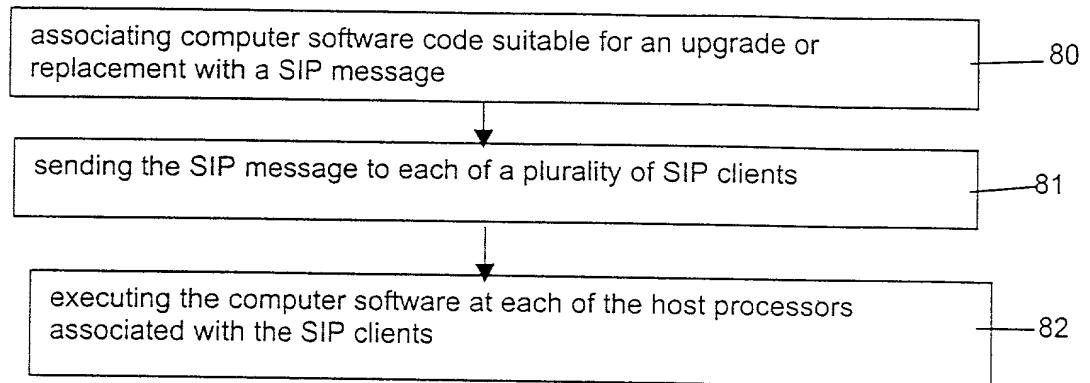 associating computer software code suitable for an upgrade or
replacement with a SIP message
80
sending the SIP message to each of a plurality of SIP clients
81
executing the computer software at each of the host processors
associated with the SIP clients
82